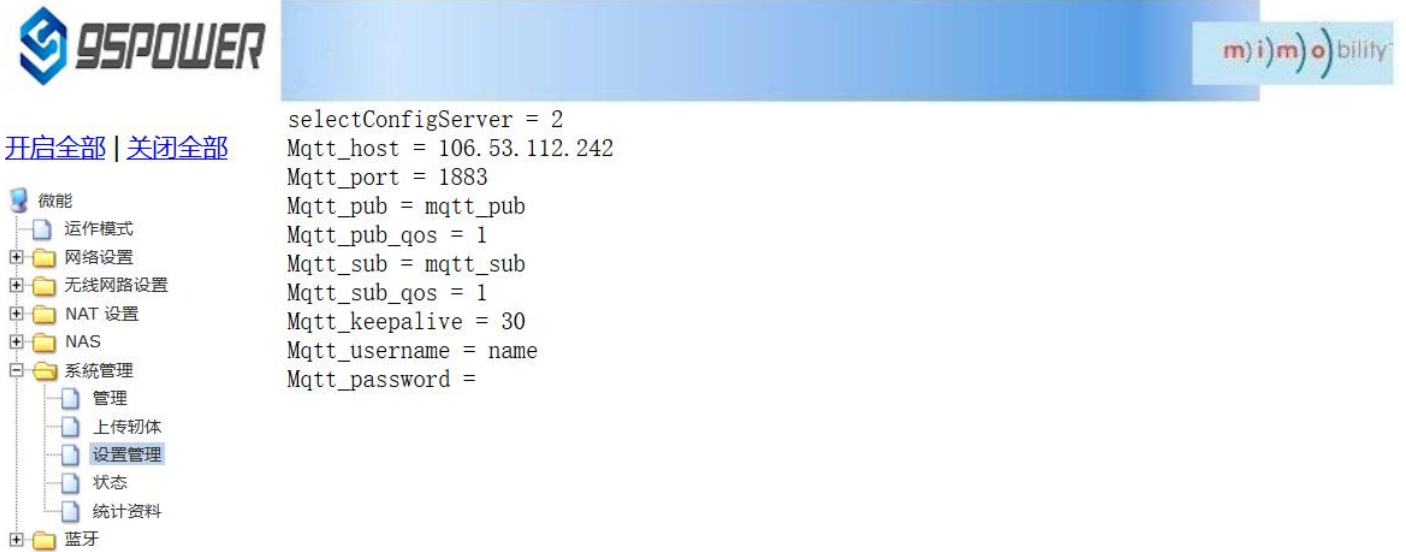 95POWER
m)i)m)o)bility
开启全部 | 关闭全部
微能
运作模式
网络设置
无线网路设置
NAT 设置
NAS
系统管理
管理
上传轫体
设置管理
状态
统计资料
蓝牙
selectConfigServer = 2
Mqtt_host = 106.53.112.242
Mqtt_port = 1883
Mqtt_pub = mqtt_pub
Mqtt_pub_qos = 1
Mqtt_sub = mqtt_sub
Mqtt_sub_qos = 1
Mqtt_keepalive = 30
Mqtt_username = name
Mqtt_password =